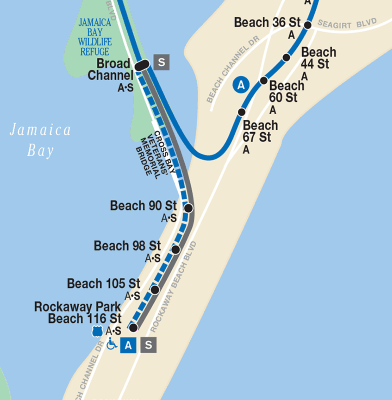 BLVD
JAMAICA
BAY
WILDLIFE
REFUGE
Broad
Channel
A•S
S
Beach 36 St
A
SEAGIRT BLVD
A
Beach
44 St
A
BEACH CHANNEL DR
A
Beach
60 St
A
Beach
67 St
A
Jamaica
Bay
CROSS BAY
VETERANS'
MEMORIAL
BRIDGE
Beach 90 St
A•S
Beach 98 St
A•S
Beach 105 St
A•S
Rockaway Park
Beach 116 St
A•S
A S
ROCKAWAY BEACH BLVD
CHANNEL DR